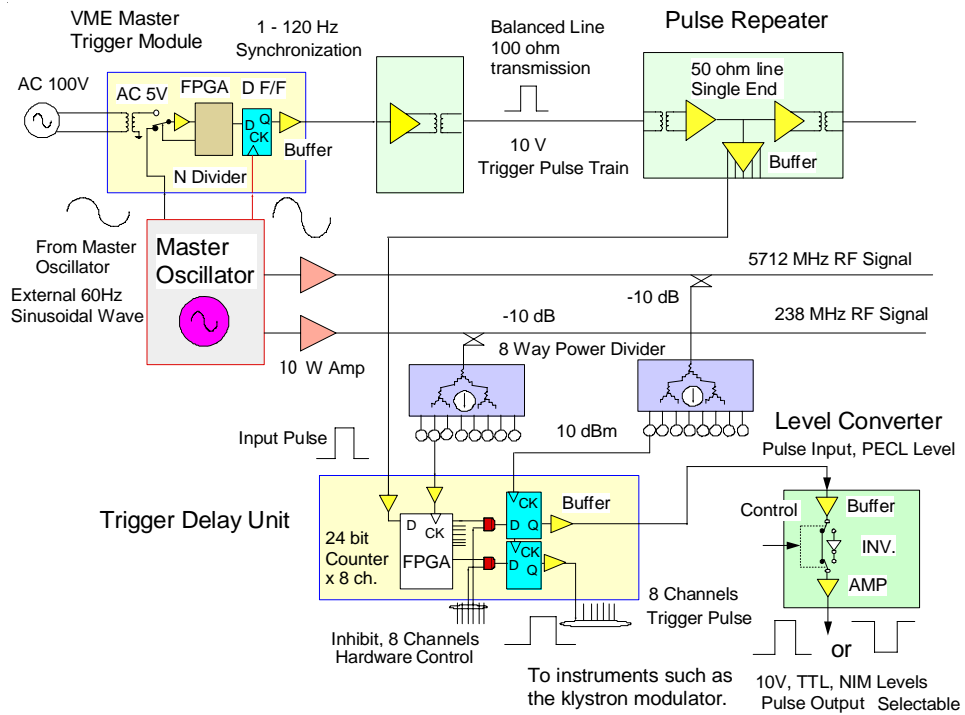 VME Master
Trigger Module
1 - 120 Hz
Synchronization
Balanced Line
100 ohm
transmission
Pulse Repeater
AC 100V
AC 5V
FPGA
D F/F
D
Q
CK
Buffer
N Divider
10 V
Trigger Pulse Train
50 ohm line
Single End
Buffer
From Master
Oscillator
External 60Hz
Sinusoidal Wave
Master
Oscillator
10 W Amp
5712 MHz RF Signal
-10 dB
238 MHz RF Signal
-10 dB
8 Way Power Divider
Input Pulse
10 dBm
Level Converter
Pulse Input, PECL Level
Trigger Delay Unit
24 bit
Counter
x 8 ch.
D
CK
FPGA
CK
D
Q
Buffer
CK
D
Q
Control
Buffer
INV.
AMP
8 Channels
Trigger Pulse
Inhibit, 8 Channels
Hardware Control
or
To instruments such as
the klystron modulator.
10V, TTL, NIM Levels
Pulse Output Selectable